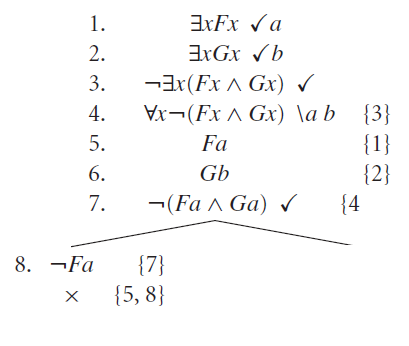 1. ∃xFx ✓a
2. ∃xGx ✓b
3. ¬∃x(Fx ∧ Gx) ✓
4. ∀x¬(Fx ∧ Gx) \a b {3}
5. Fa {1}
6. Gb {2}
7. ¬(Fa ∧ Ga) ✓ {4
8. ¬Fa {7}
× {5, 8}